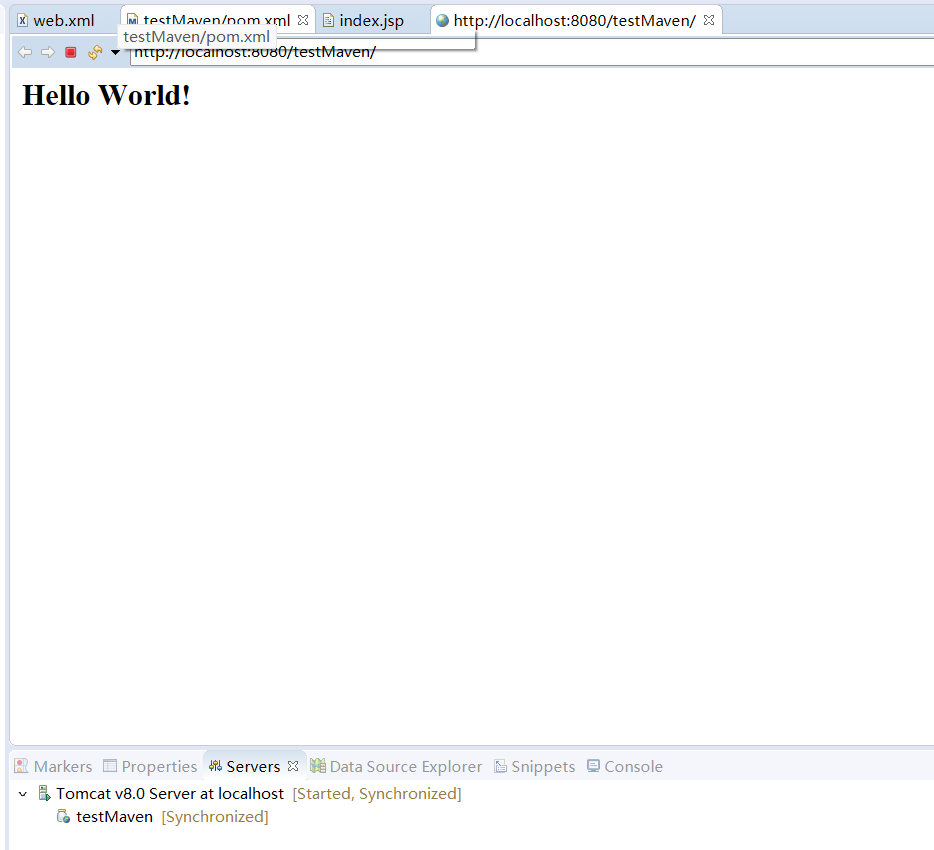 web.xml testMaven/pom.xml index.jsp http://localhost:8080/testMaven/
testMaven/pom.xml
http://localhost:8080/testMaven/
Hello World!
Markers Properties Servers Data Source Explorer Snippets Console
Tomcat v8.0 Server at localhost [Started, Synchronized]
testMaven [Synchronized]